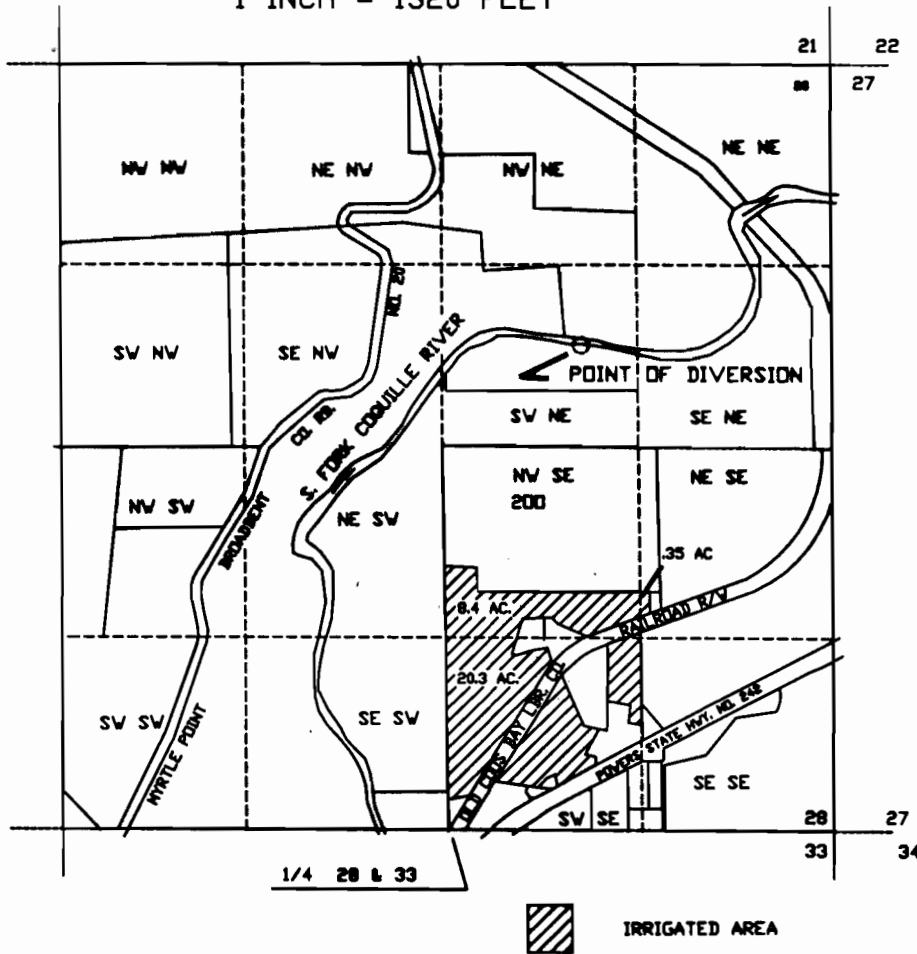 1 INCH = 1320 FEET
21 22
28 27
NW NW
NE NW
NW NE
NE NE
NO. 20
SW NW
SE NW
S. FORK COQUILLE RIVER
POINT OF DIVERSION
CO. RD.
SW NE
SE NE
NW SW
BROADBENT
NE SW
NW SE
200
NE SE
.35 AC
8.4 AC.
RAILROAD R/W
20.3 AC.
SW SW
MYRTLE POINT
SE SW
OLD COOS BAY LBR. CO.
POWERS STATE HWY. NO. 242
SE SE
SW SE
28 27
33 34
1/4 28 & 33
IRRIGATED AREA